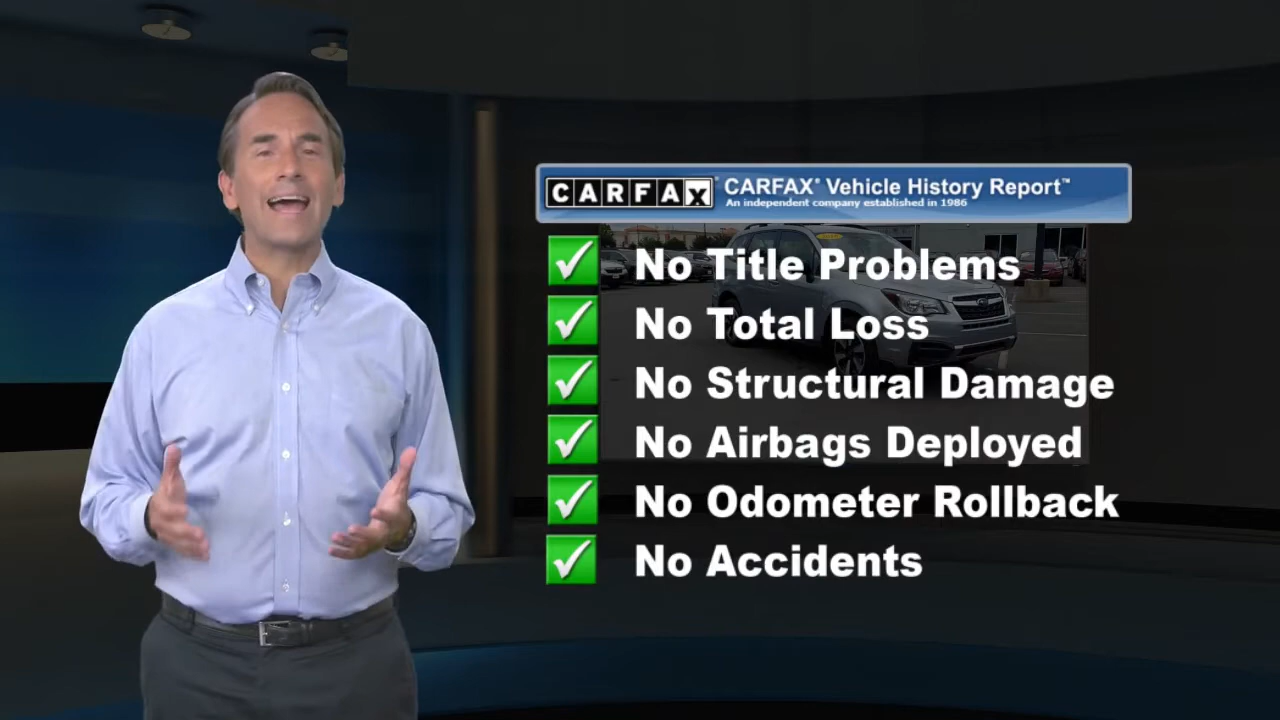 CARFAX CARFAX® Vehicle History Report™
An independent company established in 1986
No Title Problems
No Total Loss
No Structural Damage
No Airbags Deployed
No Odometer Rollback
No Accidents